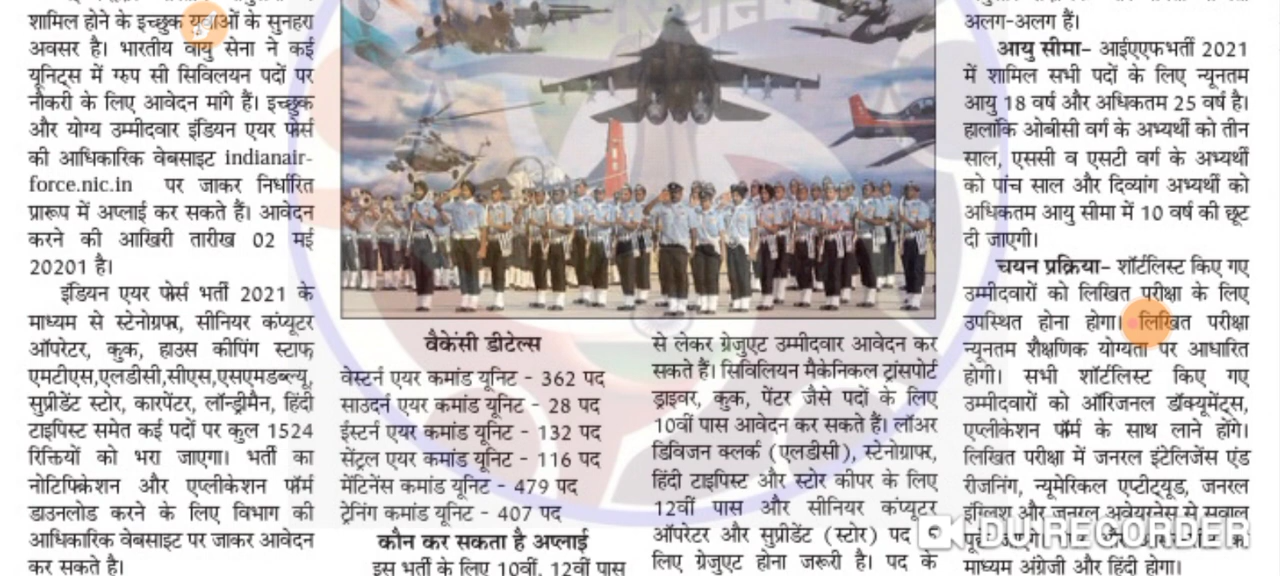 शामिल होने के इच्छुक युवाओं के सुनहरा
अवसर है। भारतीय वायु सेना ने कई
यूनिट्स में ग्रुप सी सिविलयन पदों पर
नौकरी के लिए आवेदन मांगे हैं। इच्छुक
और योग्य उम्मीदवार इंडियन एयर फोर्स
की आधिकारिक वेबसाइट indianair-
force.nic.in पर जाकर निर्धारित
प्रारूप में अप्लाई कर सकते हैं। आवेदन
करने की आखिरी तारीख 02 मई
20201 है।
इंडियन एयर फोर्स भर्ती 2021 के
माध्यम से स्टेनोग्राफर, सीनियर कंप्यूटर
ऑपरेटर, कुक, हाउस कीपिंग स्टाफ,
एमटीएस,एलडीसी,सीएस,एसएमडब्ल्यू,
सुप्रीडेंट स्टोर, कारपेंटर, लॉन्ड्रीमैन, हिंदी
टाइपिस्ट समेत कई पदों पर कुल 1524
रिक्तियों को भरा जाएगा। भर्ती का
नोटिफिकेशन और एप्लीकेशन फॉर्म
डाउनलोड करने के लिए विभाग की
आधिकारिक वेबसाइट पर जाकर आवेदन
कर सकते है।
वैकेंसी डीटेल्स
वेस्टर्न एयर कमांड यूनिट - 362 पद
साउदर्न एयर कमांड यूनिट - 28 पद
ईस्टर्न एयर कमांड यूनिट - 132 पद
सेंट्रल एयर कमांड यूनिट - 116 पद
मेंटिनेंस कमांड यूनिट - 479 पद
ट्रेनिंग कमांड यूनिट - 407 पद
कौन कर सकता है अप्लाई
इस भर्ती के लिए 10वीं, 12वीं पास
से लेकर ग्रेजुएट उम्मीदवार आवेदन कर
सकते हैं। सिविलियन मैकेनिकल ट्रांसपोर्ट
ड्राइवर, कुक, पेंटर जैसे पदों के लिए
10वीं पास आवेदन कर सकते हैं। लोअर
डिविजन क्लर्क (एलडीसी), स्टेनोग्राफर,
हिंदी टाइपिस्ट और स्टोर कीपर के लिए
12वीं पास और सीनियर कंप्यूटर
ऑपरेटर और सुप्रीडेंट (स्टोर) पद
लिए ग्रेजुएट होना जरूरी है। पद के
अलग-अलग हैं।
आयु सीमा- आईएएफभर्ती 2021
में शामिल सभी पदों के लिए न्यूनतम
आयु 18 वर्ष और अधिकतम 25 वर्ष है।
हालांकि ओबीसी वर्ग के अभ्यर्थी को तीन
साल, एससी व एसटी वर्ग के अभ्यर्थी
को पांच साल और दिव्यांग अभ्यर्थी को
अधिकतम आयु सीमा में 10 वर्ष की छूट
दी जाएगी।
चयन प्रक्रिया- शॉर्टलिस्ट किए गए
उम्मीदवारों को लिखित परीक्षा के लिए
उपस्थित होना होगा। लिखित परीक्षा
न्यूनतम शैक्षणिक योग्यता पर आधारित
होगी। सभी शॉर्टलिस्ट किए गए
उम्मीदवारों को ऑरिजनल डॉक्यूमेंट्स,
एप्लीकेशन फॉर्म के साथ लाने होंगे।
लिखित परीक्षा में जनरल इंटेलिजेंस एंड
रीजनिंग, न्यूमेरिकल एप्टीट्यूड, जनरल
इंग्लिश और जनरल अवेयरनेस से सवाल
माध्यम अंग्रेजी और हिंदी होगा।
DU RECORDER